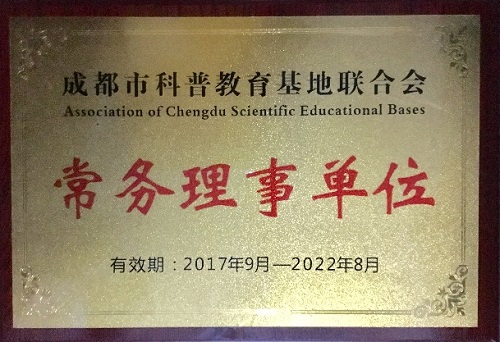 成都市科普教育基地联合会
Association of Chengdu Scientific Educational Bases
常务理事单位
有效期：2017年9月—2022年8月